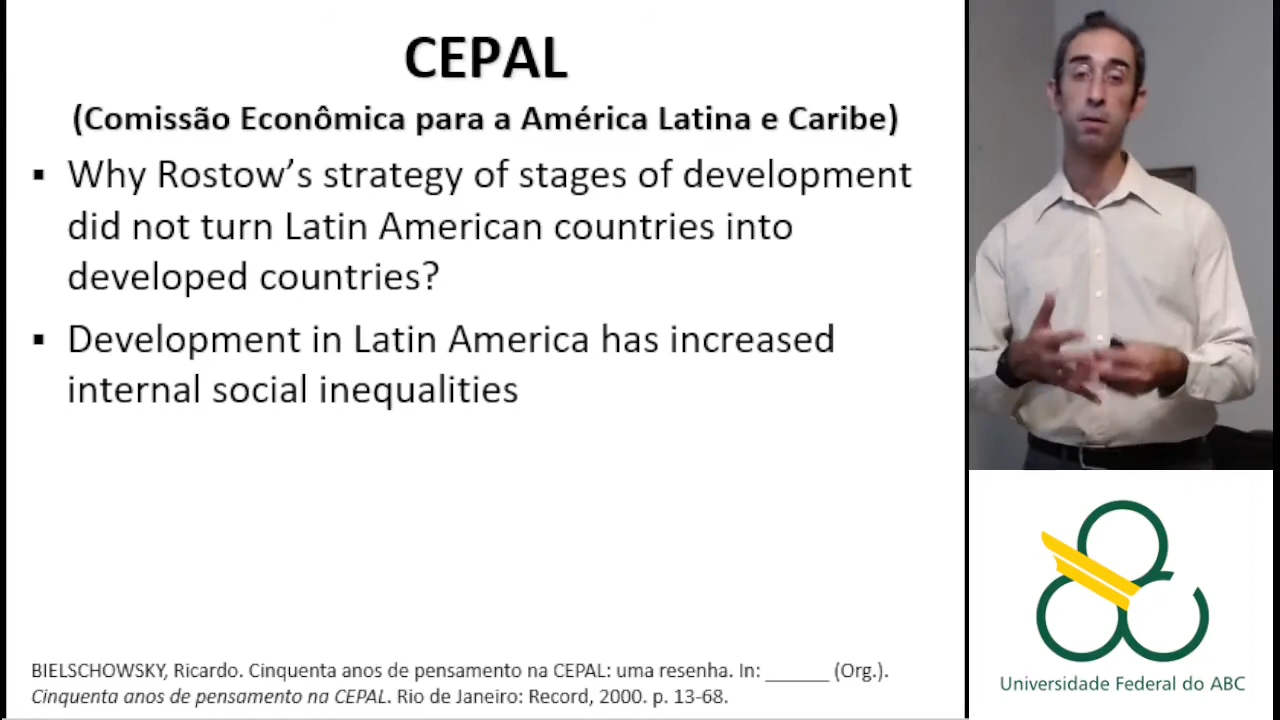 CEPAL
(Comissão Econômica para a América Latina e Caribe)
▪ Why Rostow’s strategy of stages of development
did not turn Latin American countries into
developed countries?
▪ Development in Latin America has increased
internal social inequalities
BIELSCHOWSKY, Ricardo. Cinquenta anos de pensamento na CEPAL: uma resenha. In: ______ (Org.).
Cinquenta anos de pensamento na CEPAL. Rio de Janeiro: Record, 2000. p. 13-68.
Universidade Federal do ABC